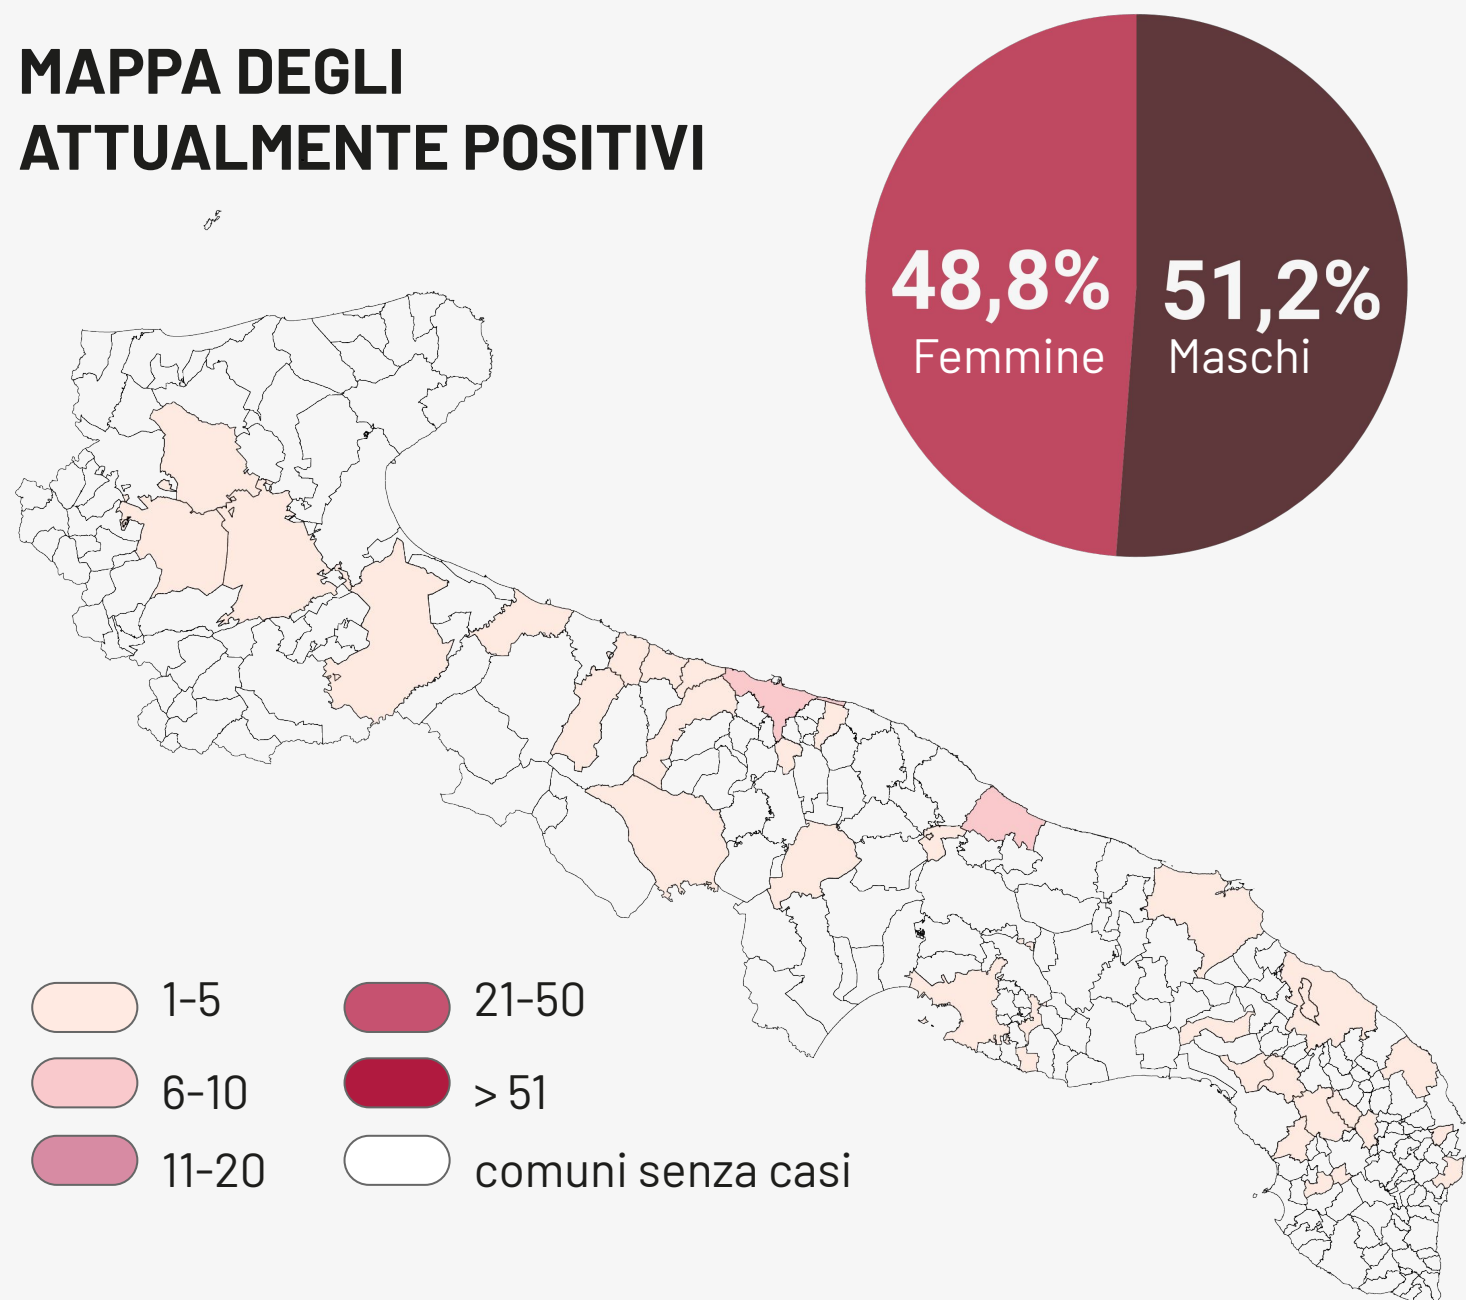 MAPPA DEGLI
ATTUALMENTE POSITIVI
48,8%
Femmine
51,2%
Maschi
1-5
6-10
11-20
21-50
> 51
comuni senza casi